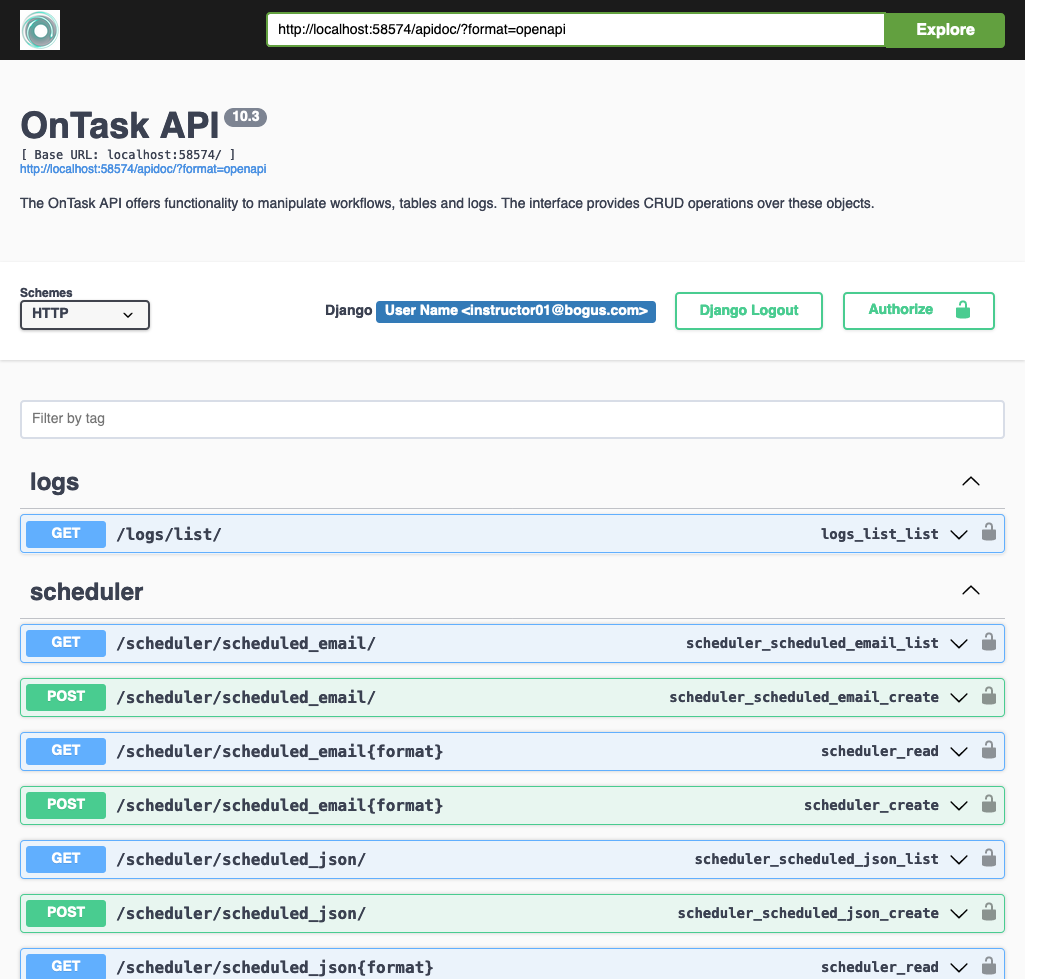 http://localhost:58574/apidoc/?format=openapi
Explore
OnTask API 10.3
[ Base URL: localhost:58574/ ]
http://localhost:58574/apidoc/?format=openapi
The OnTask API offers functionality to manipulate workflows, tables and logs. The interface provides CRUD operations over these objects.
Schemes
HTTP
Django User Name <instructor01@bogus.com>
Django Logout
Authorize
Filter by tag
logs
GET /logs/list/ logs_list_list
scheduler
GET /scheduler/scheduled_email/ scheduler_scheduled_email_list
POST /scheduler/scheduled_email/ scheduler_scheduled_email_create
GET /scheduler/scheduled_email{format} scheduler_read
POST /scheduler/scheduled_email{format} scheduler_create
GET /scheduler/scheduled_json/ scheduler_scheduled_json_list
POST /scheduler/scheduled_json/ scheduler_scheduled_json_create
GET /scheduler/scheduled_json{format} scheduler_read